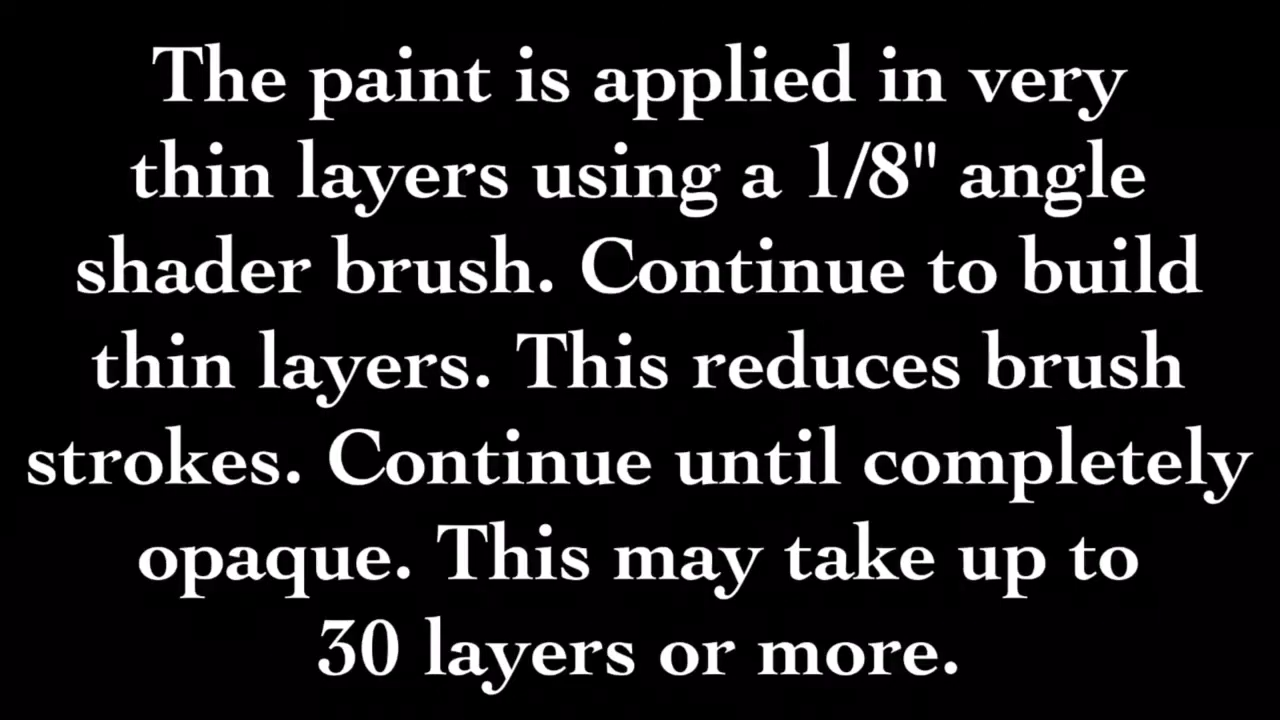 The paint is applied in very
thin layers using a 1/8" angle
shader brush. Continue to build
thin layers. This reduces brush
strokes. Continue until completely
opaque. This may take up to
30 layers or more.